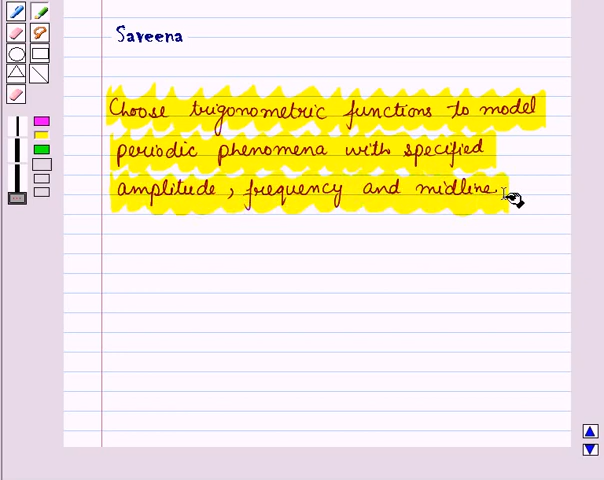 Saveena
Choose trigonometric functions to model
periodic phenomena with specified
amplitude, frequency and midline.